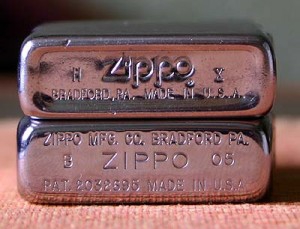 H Zippo X
BRADFORD, PA. MADE IN U.S.A.
ZIPPO MFG. CO. BRADFORD PA.
B ZIPPO 05
PAT. 2032695 MADE IN U.S.A.